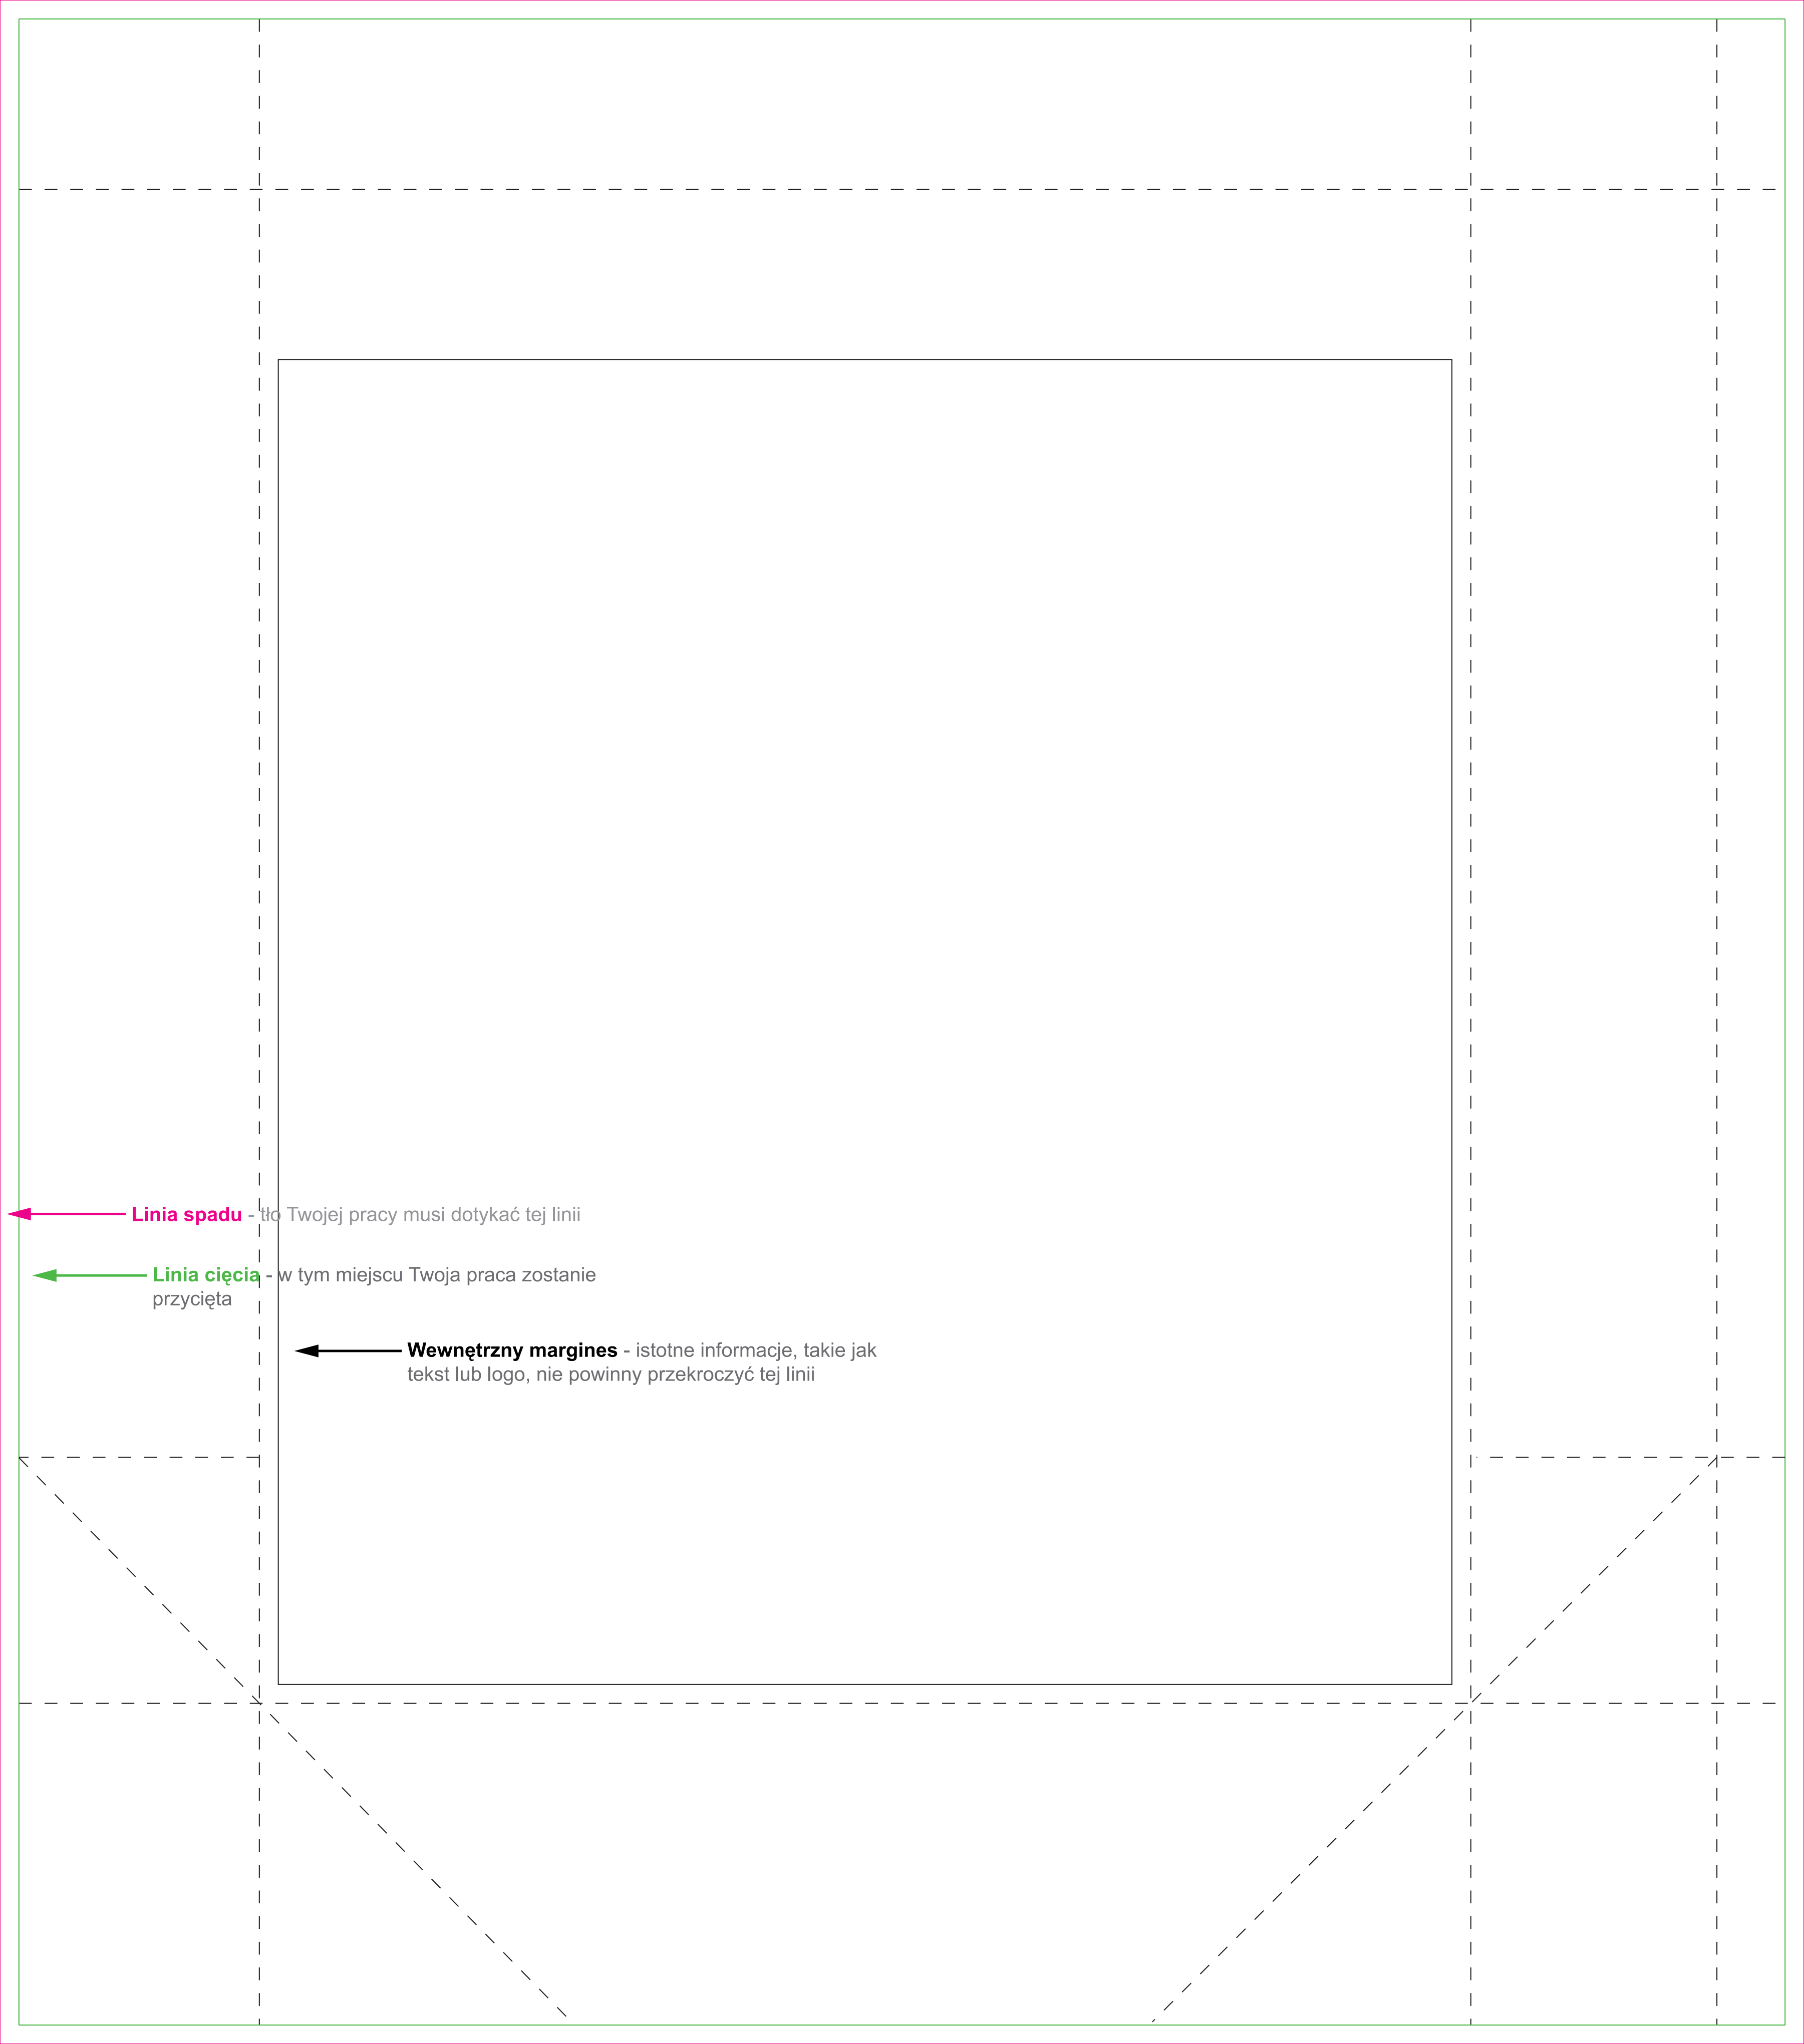 Linia spadu - tło Twojej pracy musi dotykać tej linii
Linia cięcia - w tym miejscu Twoja praca zostanie
przycięta
Wewnętrzny margines - istotne informacje, takie jak
tekst lub logo, nie powinny przekroczyć tej linii